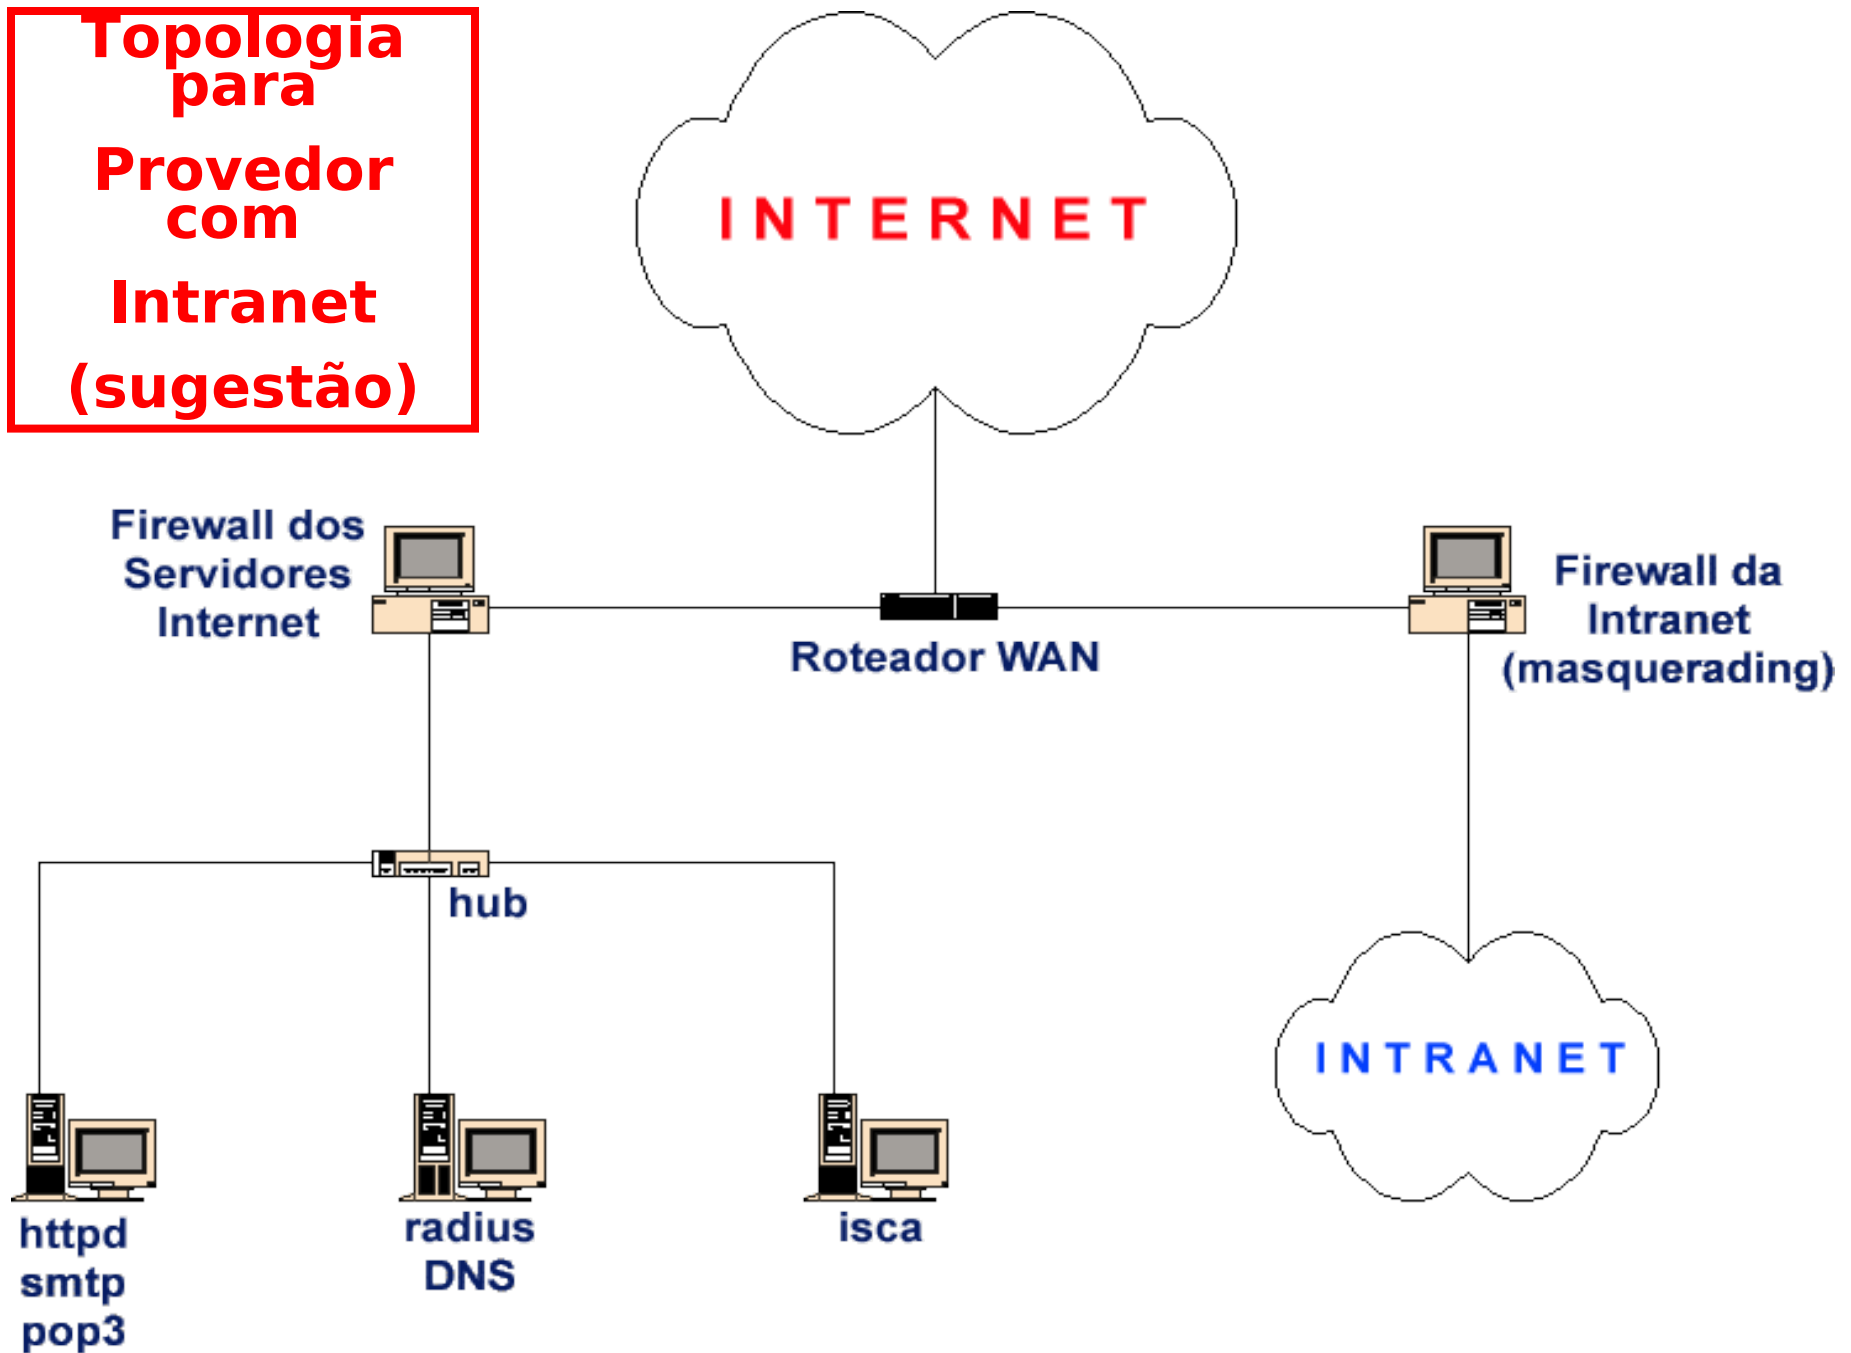 Topologia
para
Provedor
com
Intranet
(sugestão)
INTERNET
Firewall dos
Servidores
Internet
Roteador WAN
Firewall da
Intranet
(masquerading)
hub
INTRANET
httpd
smtp
pop3
radius
DNS
isca